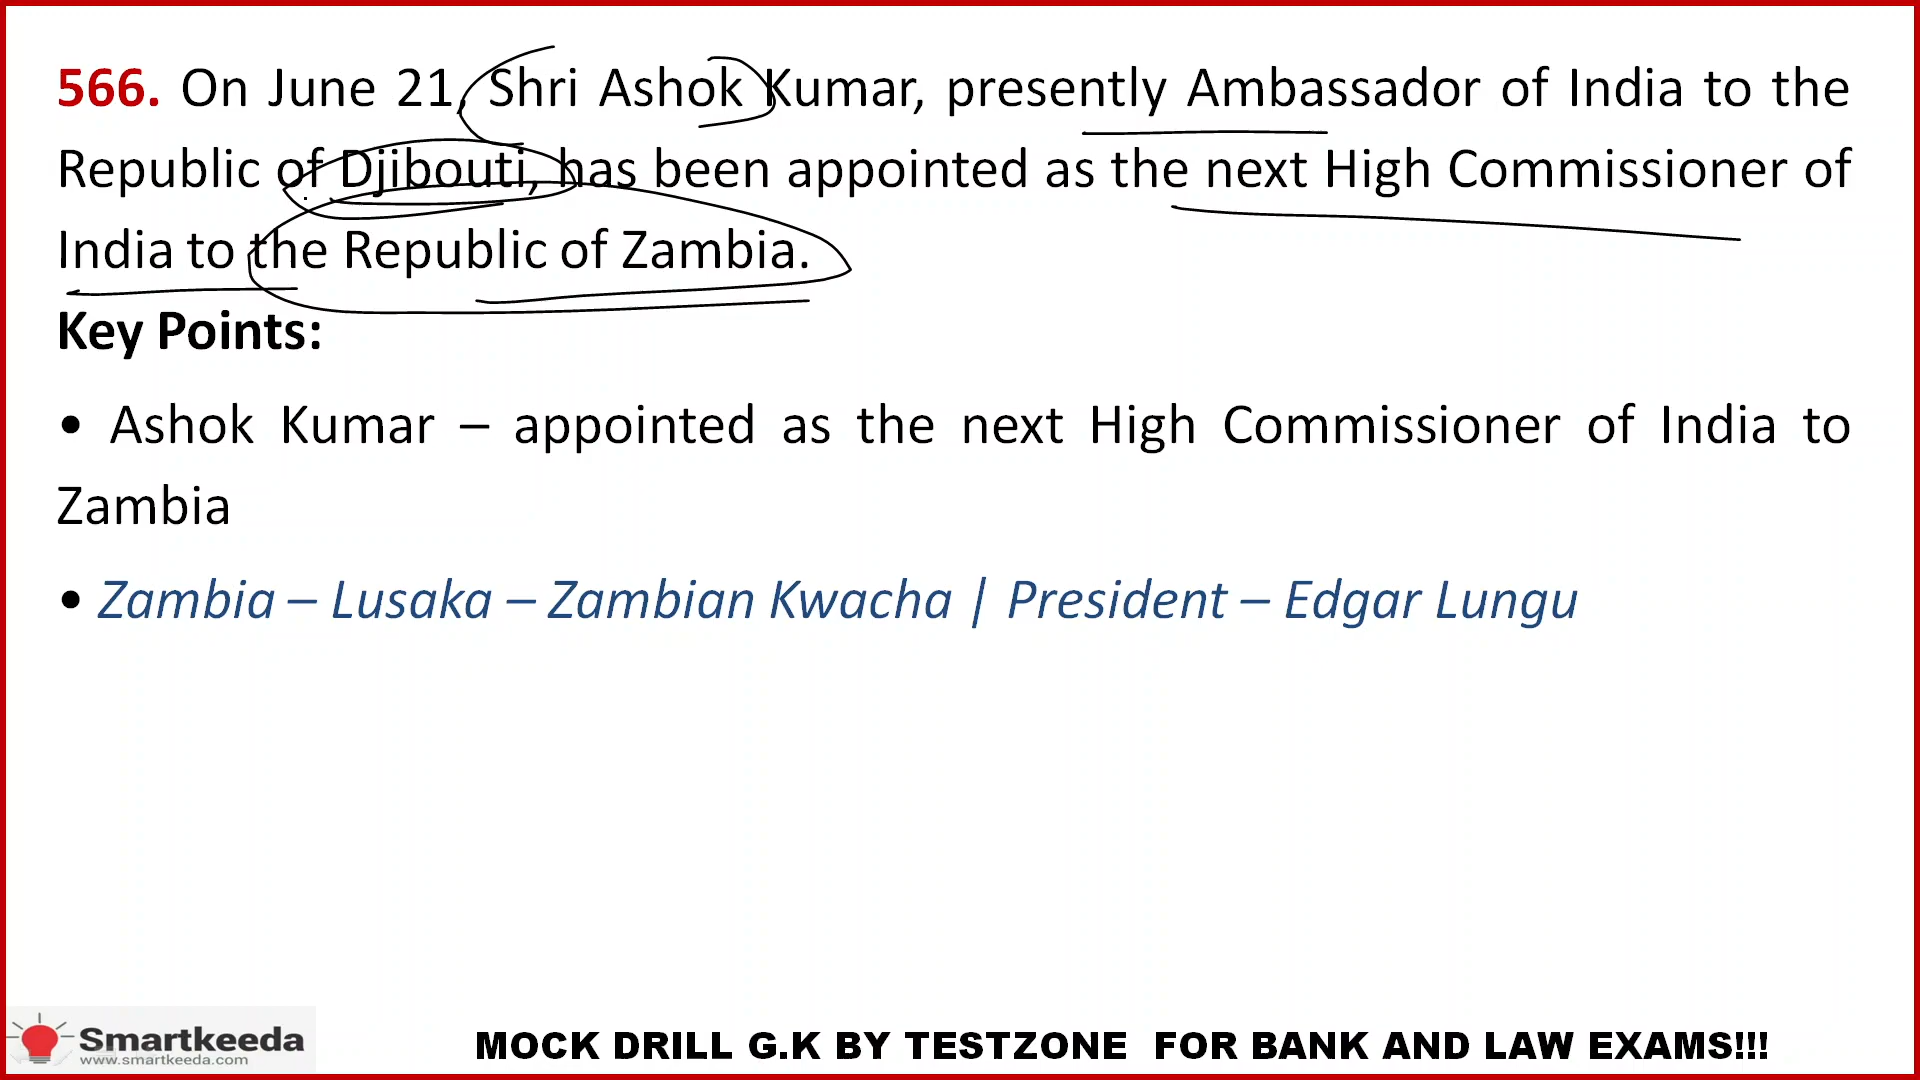 566. On June 21, Shri Ashok Kumar, presently Ambassador of India to the
Republic of Djibouti, has been appointed as the next High Commissioner of
India to the Republic of Zambia.
Key Points:
• Ashok Kumar – appointed as the next High Commissioner of India to
Zambia
• Zambia – Lusaka – Zambian Kwacha | President – Edgar Lungu
Smartkeeda
www.smartkeeda.com
MOCK DRILL G.K BY TESTZONE FOR BANK AND LAW EXAMS!!!